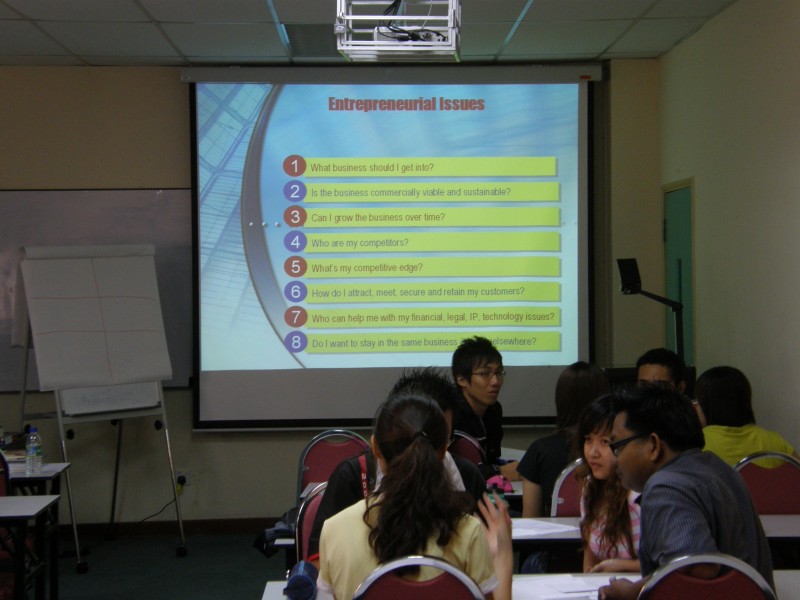 Entrepreneurial Issues
1 What business should I get into?
2 Is the business commercially viable and sustainable?
3 Can I grow the business over time?
4 Who are my competitors?
5 What's my competitive edge?
6 How do I attract, meet, secure and retain my customers?
7 Who can help me with my financial, legal, IP, technology issues?
8 Do I want to stay in the same business elsewhere?